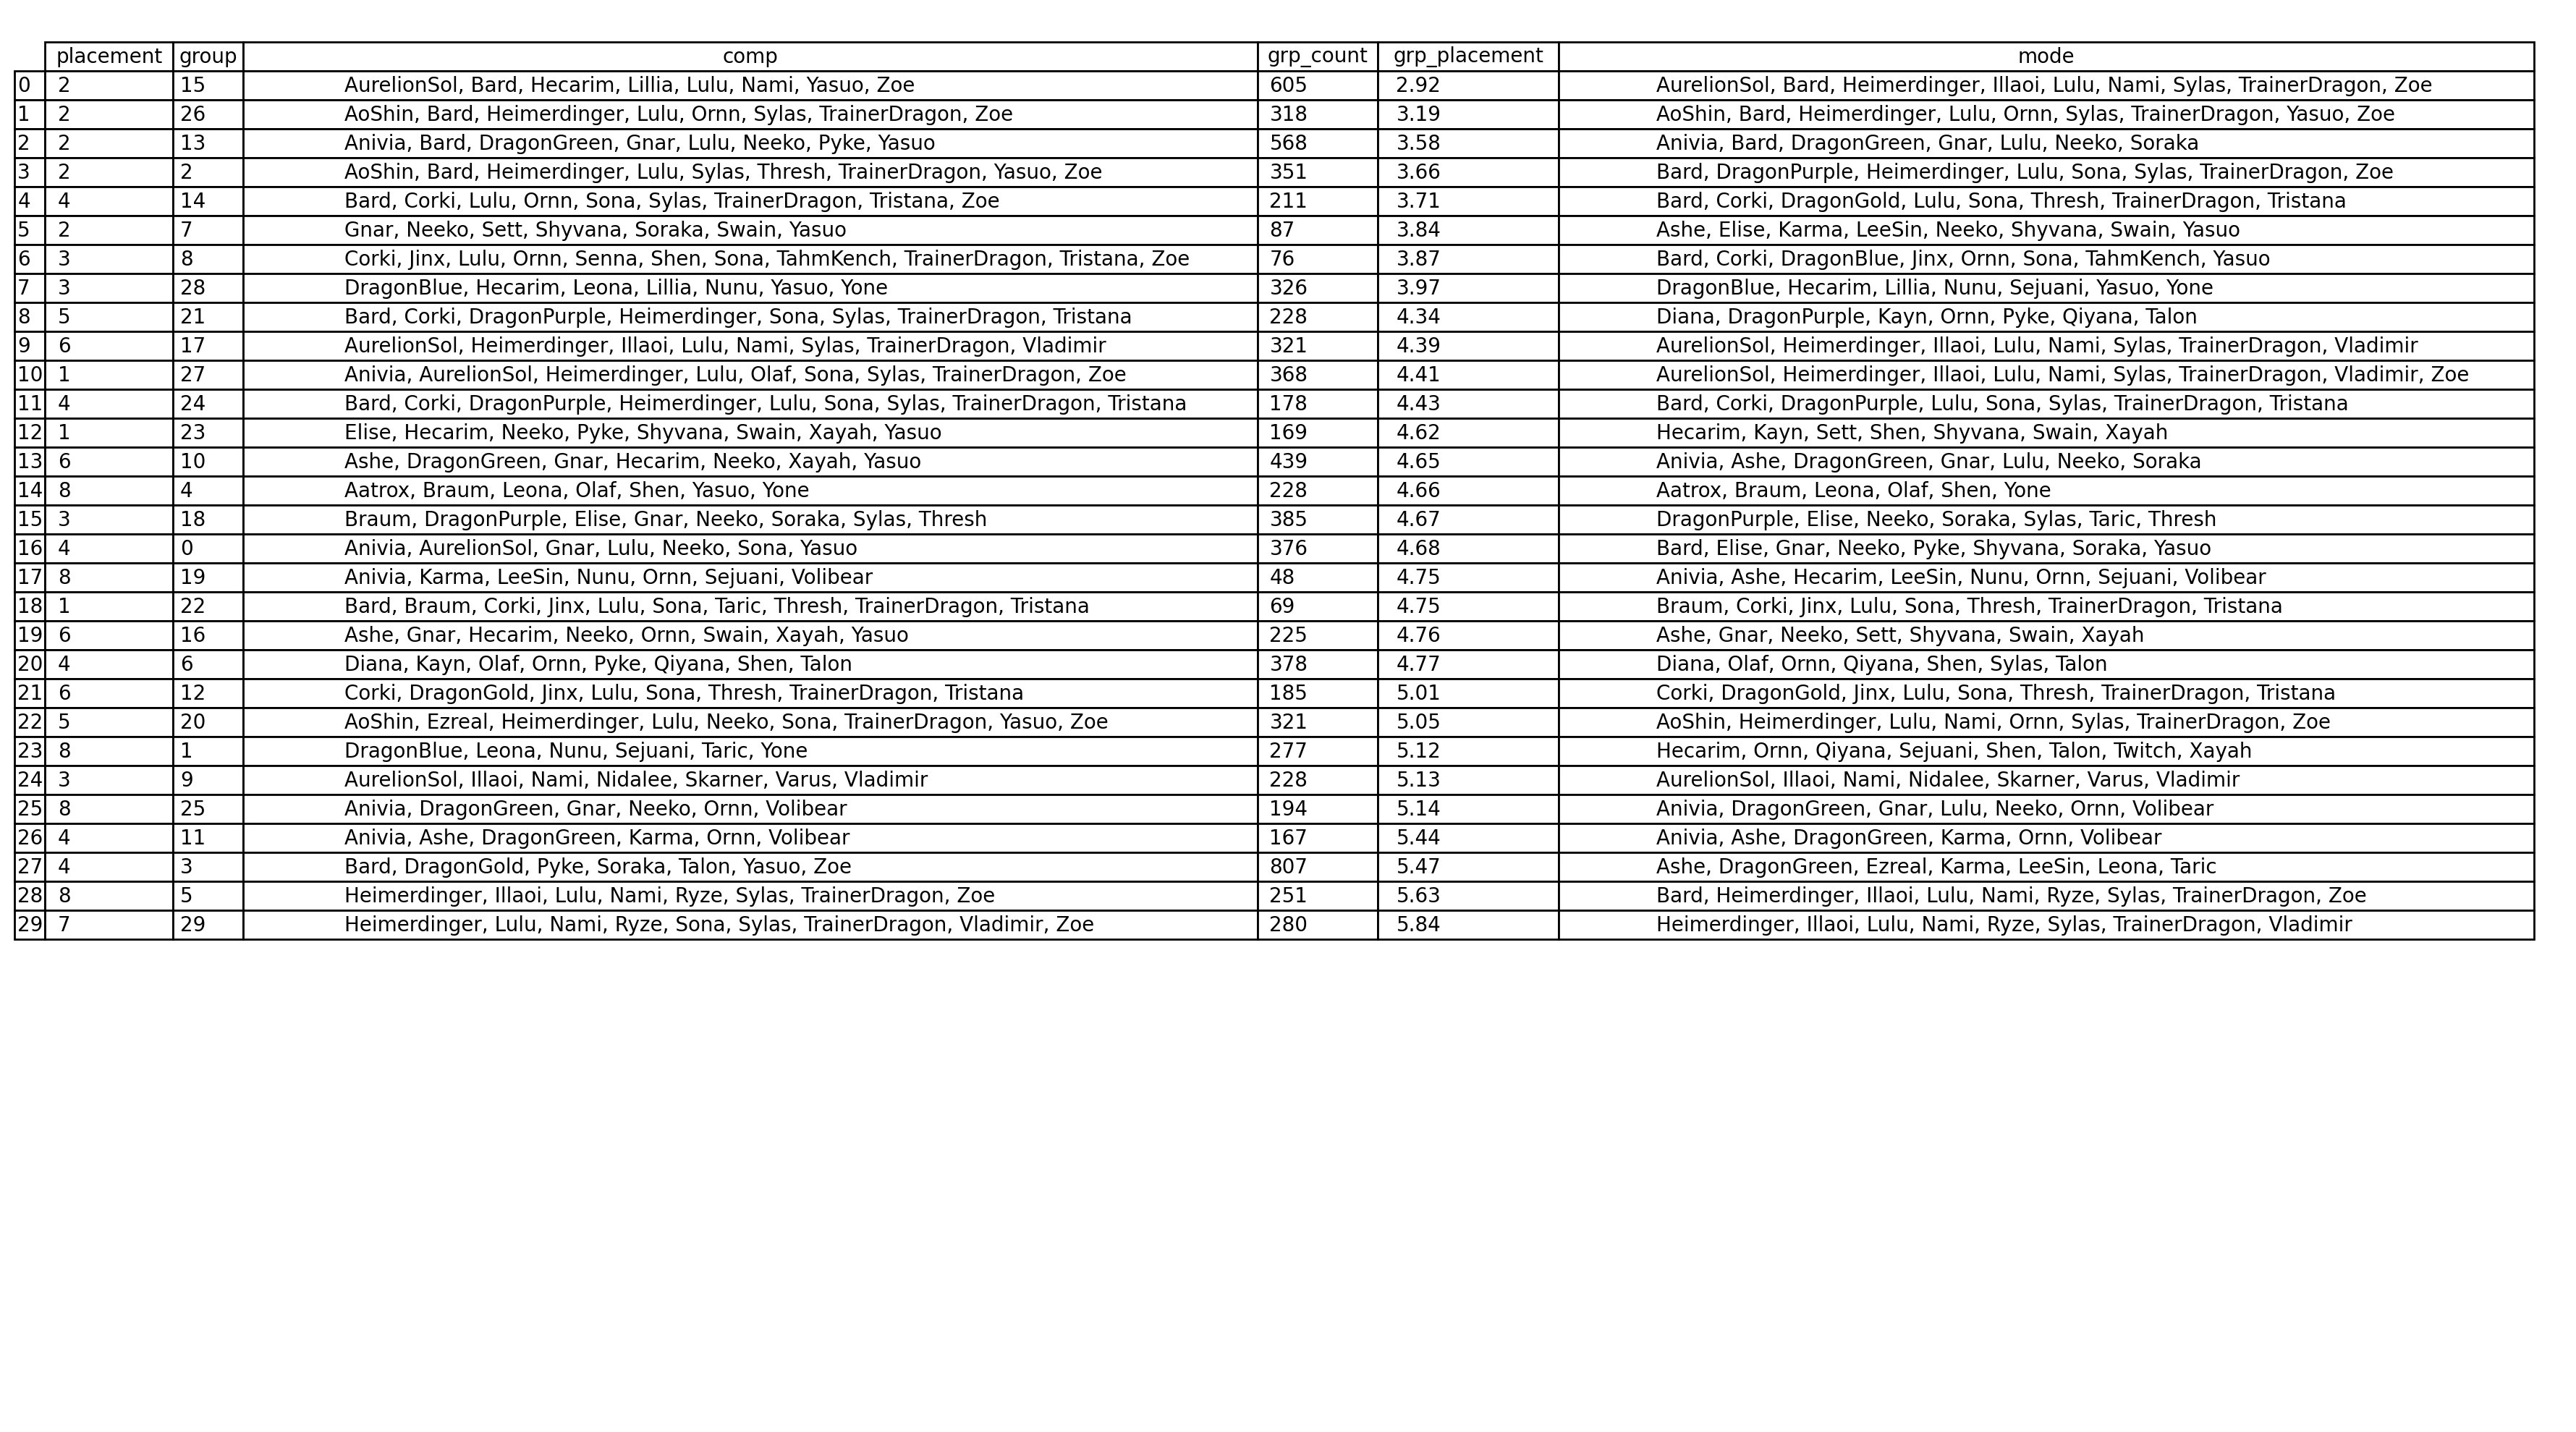 placement group comp grp_count grp_placement mode
0 2 15 AurelionSol, Bard, Hecarim, Lillia, Lulu, Nami, Yasuo, Zoe 605 2.92 AurelionSol, Bard, Heimerdinger, Illaoi, Lulu, Nami, Sylas, TrainerDragon, Zoe
1 2 26 AoShin, Bard, Heimerdinger, Lulu, Ornn, Sylas, TrainerDragon, Zoe 318 3.19 AoShin, Bard, Heimerdinger, Lulu, Ornn, Sylas, TrainerDragon, Yasuo, Zoe
2 2 13 Anivia, Bard, DragonGreen, Gnar, Lulu, Neeko, Pyke, Yasuo 568 3.58 Anivia, Bard, DragonGreen, Gnar, Lulu, Neeko, Soraka
3 2 2 AoShin, Bard, Heimerdinger, Lulu, Sylas, Thresh, TrainerDragon, Yasuo, Zoe 351 3.66 Bard, DragonPurple, Heimerdinger, Lulu, Sona, Sylas, TrainerDragon, Zoe
4 4 14 Bard, Corki, Lulu, Ornn, Sona, Sylas, TrainerDragon, Tristana, Zoe 211 3.71 Bard, Corki, DragonGold, Lulu, Sona, Thresh, TrainerDragon, Tristana
5 2 7 Gnar, Neeko, Sett, Shyvana, Soraka, Swain, Yasuo 87 3.84 Ashe, Elise, Karma, LeeSin, Neeko, Shyvana, Swain, Yasuo
6 3 8 Corki, Jinx, Lulu, Ornn, Senna, Shen, Sona, TahmKench, TrainerDragon, Tristana, Zoe 76 3.87 Bard, Corki, DragonBlue, Jinx, Ornn, Sona, TahmKench, Yasuo
7 3 28 DragonBlue, Hecarim, Leona, Lillia, Nunu, Yasuo, Yone 326 3.97 DragonBlue, Hecarim, Lillia, Nunu, Sejuani, Yasuo, Yone
8 5 21 Bard, Corki, DragonPurple, Heimerdinger, Sona, Sylas, TrainerDragon, Tristana 228 4.34 Diana, DragonPurple, Kayn, Ornn, Pyke, Qiyana, Talon
9 6 17 AurelionSol, Heimerdinger, Illaoi, Lulu, Nami, Sylas, TrainerDragon, Vladimir 321 4.39 AurelionSol, Heimerdinger, Illaoi, Lulu, Nami, Sylas, TrainerDragon, Vladimir
10 1 27 Anivia, AurelionSol, Heimerdinger, Lulu, Olaf, Sona, Sylas, TrainerDragon, Zoe 368 4.41 AurelionSol, Heimerdinger, Illaoi, Lulu, Nami, Sylas, TrainerDragon, Vladimir, Zoe
11 4 24 Bard, Corki, DragonPurple, Heimerdinger, Lulu, Sona, Sylas, TrainerDragon, Tristana 178 4.43 Bard, Corki, DragonPurple, Lulu, Sona, Sylas, TrainerDragon, Tristana
12 1 23 Elise, Hecarim, Neeko, Pyke, Shyvana, Swain, Xayah, Yasuo 169 4.62 Hecarim, Kayn, Sett, Shen, Shyvana, Swain, Xayah
13 6 10 Ashe, DragonGreen, Gnar, Hecarim, Neeko, Xayah, Yasuo 439 4.65 Anivia, Ashe, DragonGreen, Gnar, Lulu, Neeko, Soraka
14 8 4 Aatrox, Braum, Leona, Olaf, Shen, Yasuo, Yone 228 4.66 Aatrox, Braum, Leona, Olaf, Shen, Yone
15 3 18 Braum, DragonPurple, Elise, Gnar, Neeko, Soraka, Sylas, Thresh 385 4.67 DragonPurple, Elise, Neeko, Soraka, Sylas, Taric, Thresh
16 4 0 Anivia, AurelionSol, Gnar, Lulu, Neeko, Sona, Yasuo 376 4.68 Bard, Elise, Gnar, Neeko, Pyke, Shyvana, Soraka, Yasuo
17 8 19 Anivia, Karma, LeeSin, Nunu, Ornn, Sejuani, Volibear 48 4.75 Anivia, Ashe, Hecarim, LeeSin, Nunu, Ornn, Sejuani, Volibear
18 1 22 Bard, Braum, Corki, Jinx, Lulu, Sona, Taric, Thresh, TrainerDragon, Tristana 69 4.75 Braum, Corki, Jinx, Lulu, Sona, Thresh, TrainerDragon, Tristana
19 6 16 Ashe, Gnar, Hecarim, Neeko, Ornn, Swain, Xayah, Yasuo 225 4.76 Ashe, Gnar, Neeko, Sett, Shyvana, Swain, Xayah
20 4 6 Diana, Kayn, Olaf, Ornn, Pyke, Qiyana, Shen, Talon 378 4.77 Diana, Olaf, Ornn, Qiyana, Shen, Sylas, Talon
21 6 12 Corki, DragonGold, Jinx, Lulu, Sona, Thresh, TrainerDragon, Tristana 185 5.01 Corki, DragonGold, Jinx, Lulu, Sona, Thresh, TrainerDragon, Tristana
22 5 20 AoShin, Ezreal, Heimerdinger, Lulu, Neeko, Sona, TrainerDragon, Yasuo, Zoe 321 5.05 AoShin, Heimerdinger, Lulu, Nami, Ornn, Sylas, TrainerDragon, Zoe
23 8 1 DragonBlue, Leona, Nunu, Sejuani, Taric, Yone 277 5.12 Hecarim, Ornn, Qiyana, Sejuani, Shen, Talon, Twitch, Xayah
24 3 9 AurelionSol, Illaoi, Nami, Nidalee, Skarner, Varus, Vladimir 228 5.13 AurelionSol, Illaoi, Nami, Nidalee, Skarner, Varus, Vladimir
25 8 25 Anivia, DragonGreen, Gnar, Neeko, Ornn, Volibear 194 5.14 Anivia, DragonGreen, Gnar, Lulu, Neeko, Ornn, Volibear
26 4 11 Anivia, Ashe, DragonGreen, Karma, Ornn, Volibear 167 5.44 Anivia, Ashe, DragonGreen, Karma, Ornn, Volibear
27 4 3 Bard, DragonGold, Pyke, Soraka, Talon, Yasuo, Zoe 807 5.47 Ashe, DragonGreen, Ezreal, Karma, LeeSin, Leona, Taric
28 8 5 Heimerdinger, Illaoi, Lulu, Nami, Ryze, Sylas, TrainerDragon, Zoe 251 5.63 Bard, Heimerdinger, Illaoi, Lulu, Nami, Ryze, Sylas, TrainerDragon, Zoe
29 7 29 Heimerdinger, Lulu, Nami, Ryze, Sona, Sylas, TrainerDragon, Vladimir, Zoe 280 5.84 Heimerdinger, Illaoi, Lulu, Nami, Ryze, Sylas, TrainerDragon, Vladimir